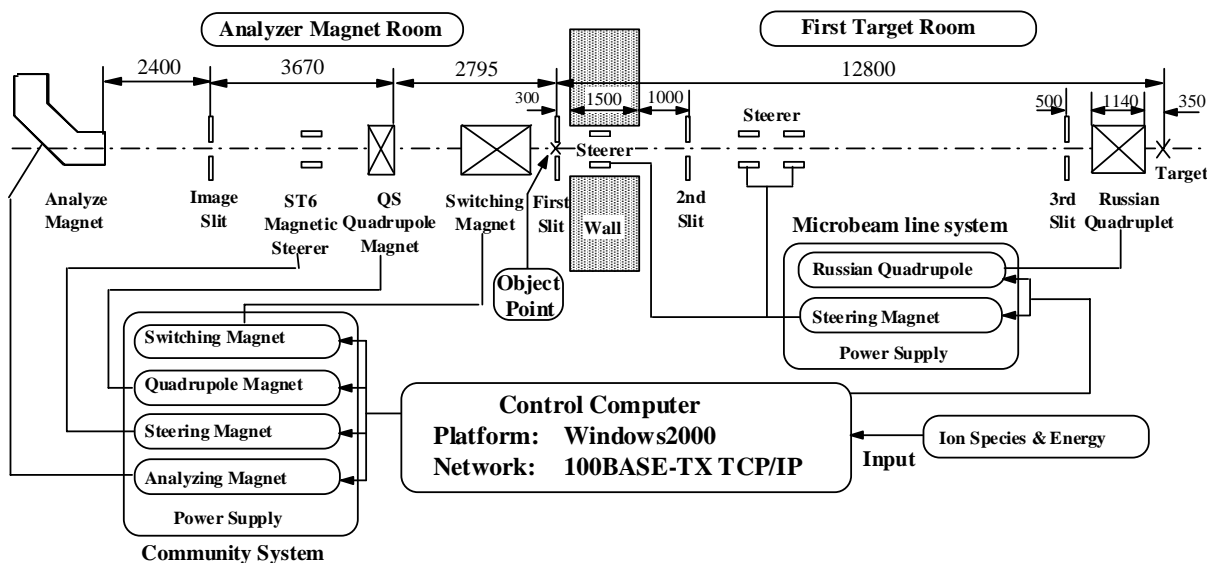 Analyzer Magnet Room
First Target Room
2400
3670
2795
12800
300
1500
1000
500
1140
350
Steerer
Steerer
Analyze
Magnet
Image
Slit
ST6
Magnetic
Steerer
QS
Quadrupole
Magnet
Switching
Magnet
First
Slit
Wall
2nd
Slit
3rd
Slit
Russian
Quadruplet
Target
Object
Point
Microbeam line system
Russian Quadrupole
Steering Magnet
Power Supply
Switching Magnet
Quadrupole Magnet
Steering Magnet
Analyzing Magnet
Power Supply
Community System
Control Computer
Platform: Windows2000
Network: 100BASE-TX TCP/IP
Input
Ion Species & Energy